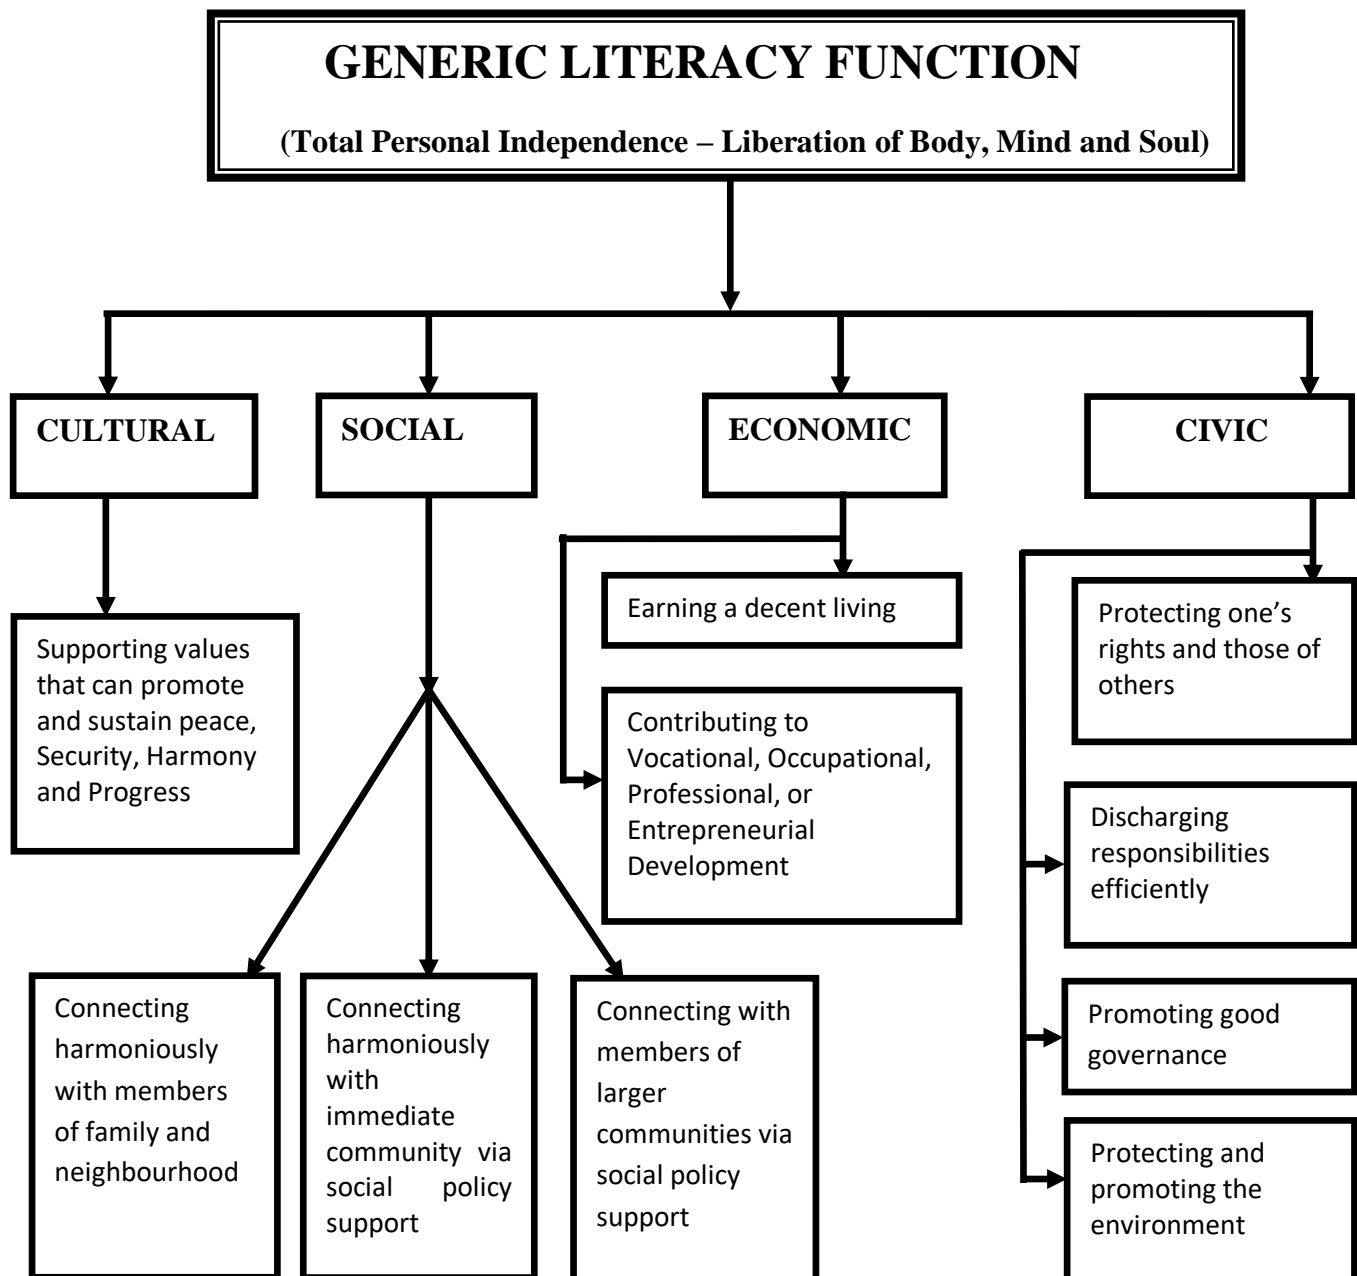 GENERIC LITERACY FUNCTION
(Total Personal Independence – Liberation of Body, Mind and Soul)
CULTURAL
SOCIAL
ECONOMIC
CIVIC
Supporting values
that can promote
and sustain peace,
Security, Harmony
and Progress
Connecting
harmoniously
with members
of family and
neighbourhood
Connecting
harmoniously
with
immediate
community via
social policy
support
Connecting with
members of
larger
communities via
social policy
support
Earning a decent living
Contributing to
Vocational, Occupational,
Professional, or
Entrepreneurial
Development
Protecting one’s
rights and those of
others
Discharging
responsibilities
efficiently
Promoting good
governance
Protecting and
promoting the
environment